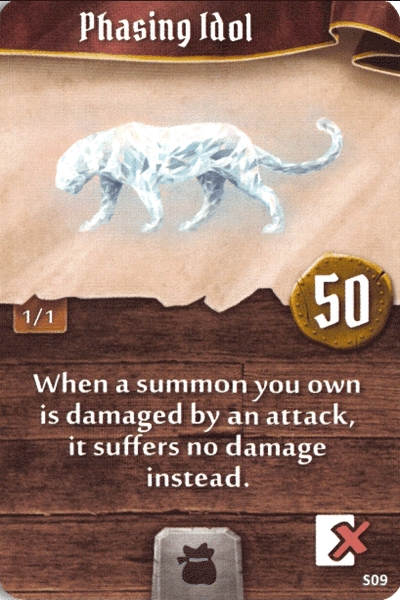 Phasing Idol
1/1
50
When a summon you own
is damaged by an attack,
it suffers no damage
instead.
S09